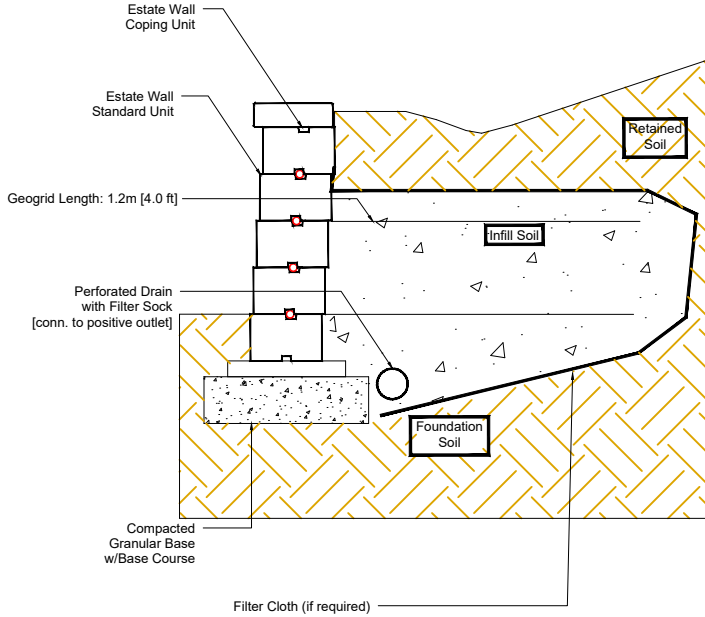 Estate Wall
Coping Unit
Estate Wall
Standard Unit
Retained
Soil
Geogrid Length: 1.2m [4.0 ft]
Infill Soil
Perforated Drain
with Filter Sock
[conn. to positive outlet]
Foundation
Soil
Compacted
Granular Base
w/Base Course
Filter Cloth (if required)